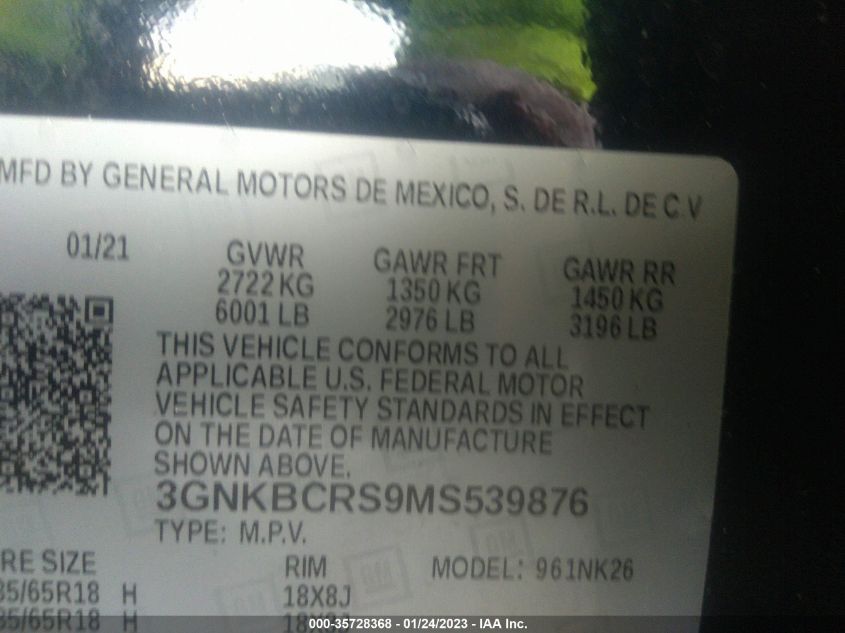 MFD BY GENERAL MOTORS DE MEXICO, S. DE R.L. DE C.V
01/21 GVWR GAWR FRT GAWR RR
2722 KG 1350 KG 1450 KG
6001 LB 2976 LB 3196 LB
THIS VEHICLE CONFORMS TO ALL
APPLICABLE U.S. FEDERAL MOTOR
VEHICLE SAFETY STANDARDS IN EFFECT
ON THE DATE OF MANUFACTURE
SHOWN ABOVE.
3GNKBCRS9MS539876
TYPE: M.P.V.
RE SIZE RIM MODEL: 961NK26
35/65R18 H 18X8J
35/65R18 H 18X8J
000-35728368 - 01/24/2023 - IAA Inc.